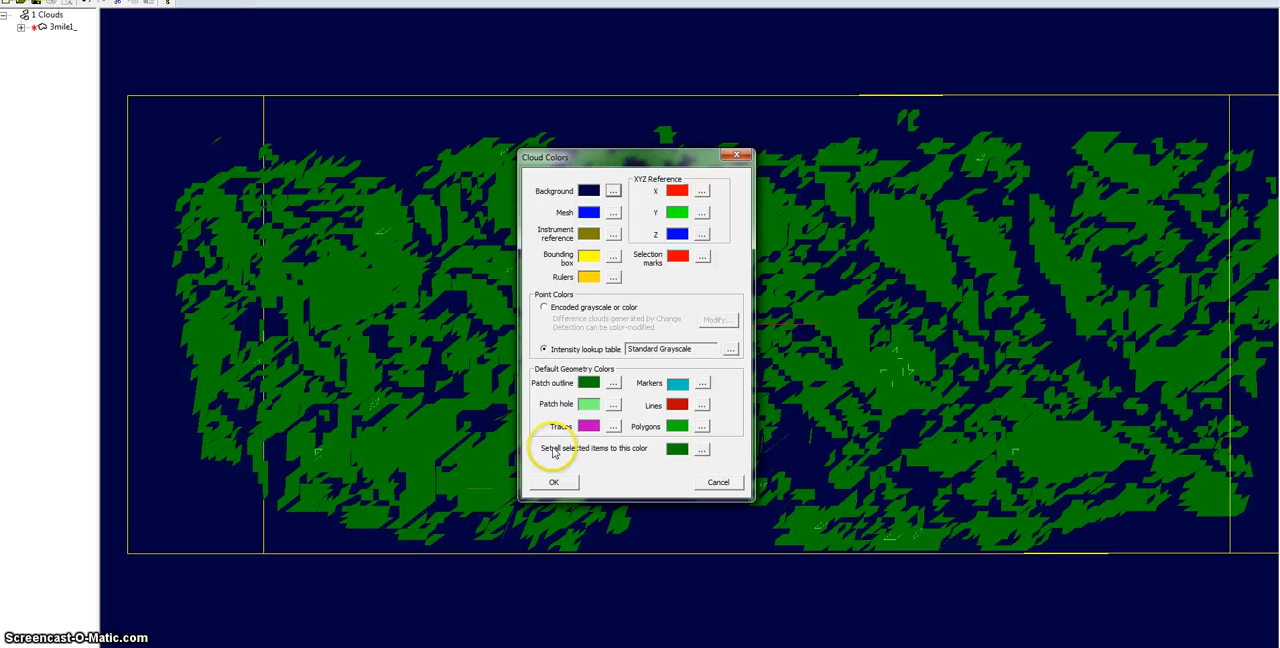 1 Clouds
3mile1_
Cloud Colors
Background ...
XYZ Reference
X ...
Mesh ...
Y ...
Instrument
reference ...
Z ...
Bounding
box ...
Selection
marks ...
Rulers ...
Point Colors
Encoded grayscale or color
Difference clouds generated by Change
Detection can be color-modified
Modify...
Intensity lookup table Standard Grayscale ...
Default Geometry Colors
Patch outline ...
Markers ...
Patch hole ...
Lines ...
Traces ...
Polygons ...
Set all selected items to this color ...
OK
Cancel
Screencast-O-Matic.com